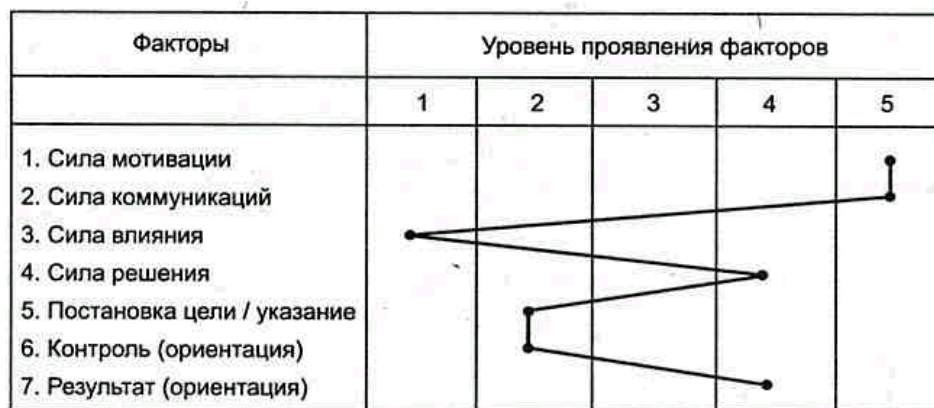 Факторы
Уровень проявления факторов
1 2 3 4 5
1. Сила мотивации
2. Сила коммуникаций
3. Сила влияния
4. Сила решения
5. Постановка цели / указание
6. Контроль (ориентация)
7. Результат (ориентация)